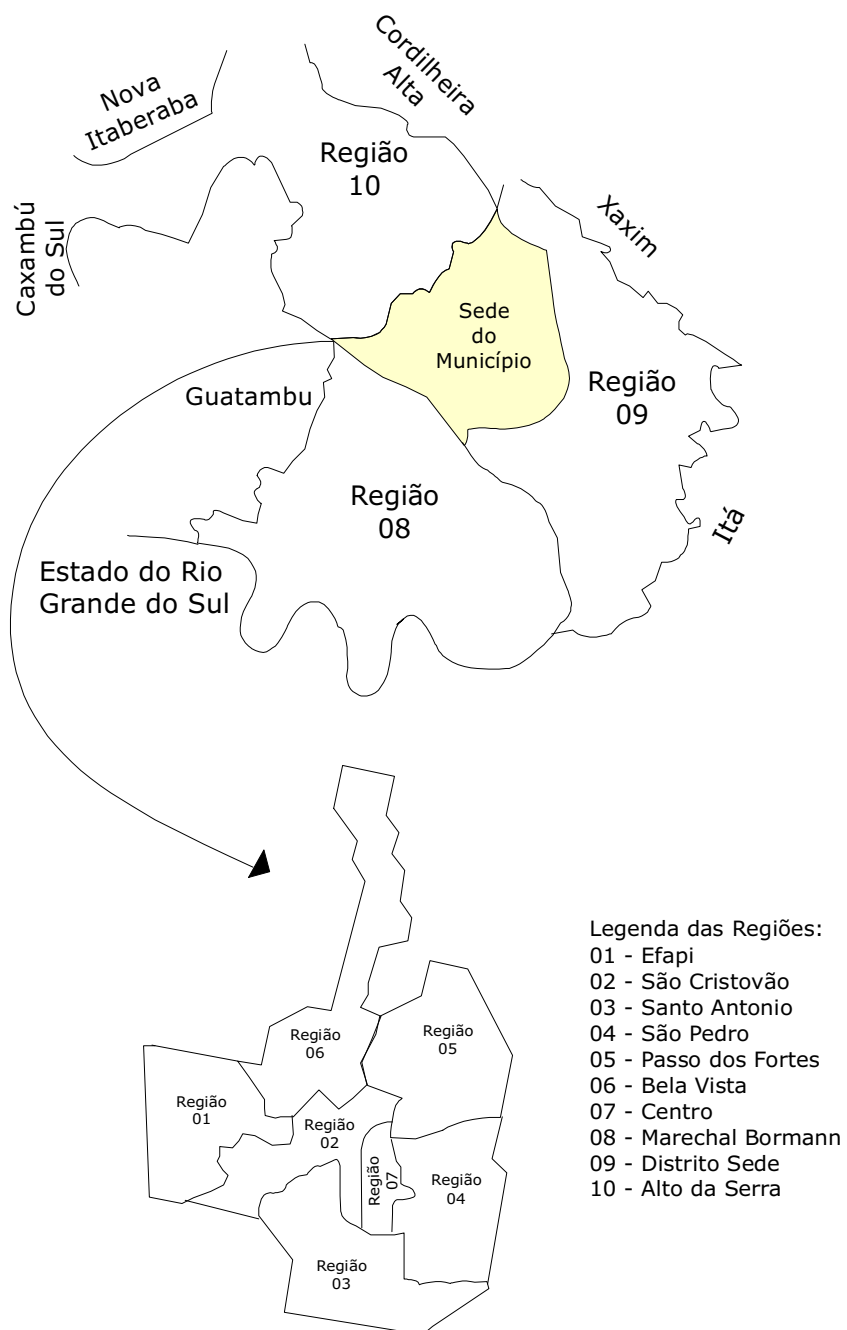 Cordilheira
Alta
Nova
Itaberaba
Região
10
Xaxim
Caxambú
do Sul
Sede
do
Município
Região
09
Guatambu
Região
08
Itá
Estado do Rio
Grande do Sul
Legenda das Regiões:
01 - Efapi
02 - São Cristovão
03 - Santo Antonio
04 - São Pedro
05 - Passo dos Fortes
06 - Bela Vista
07 - Centro
08 - Marechal Bormann
09 - Distrito Sede
10 - Alto da Serra
Região
06
Região
05
Região
01
Região
02
Região
07
Região
04
Região
03